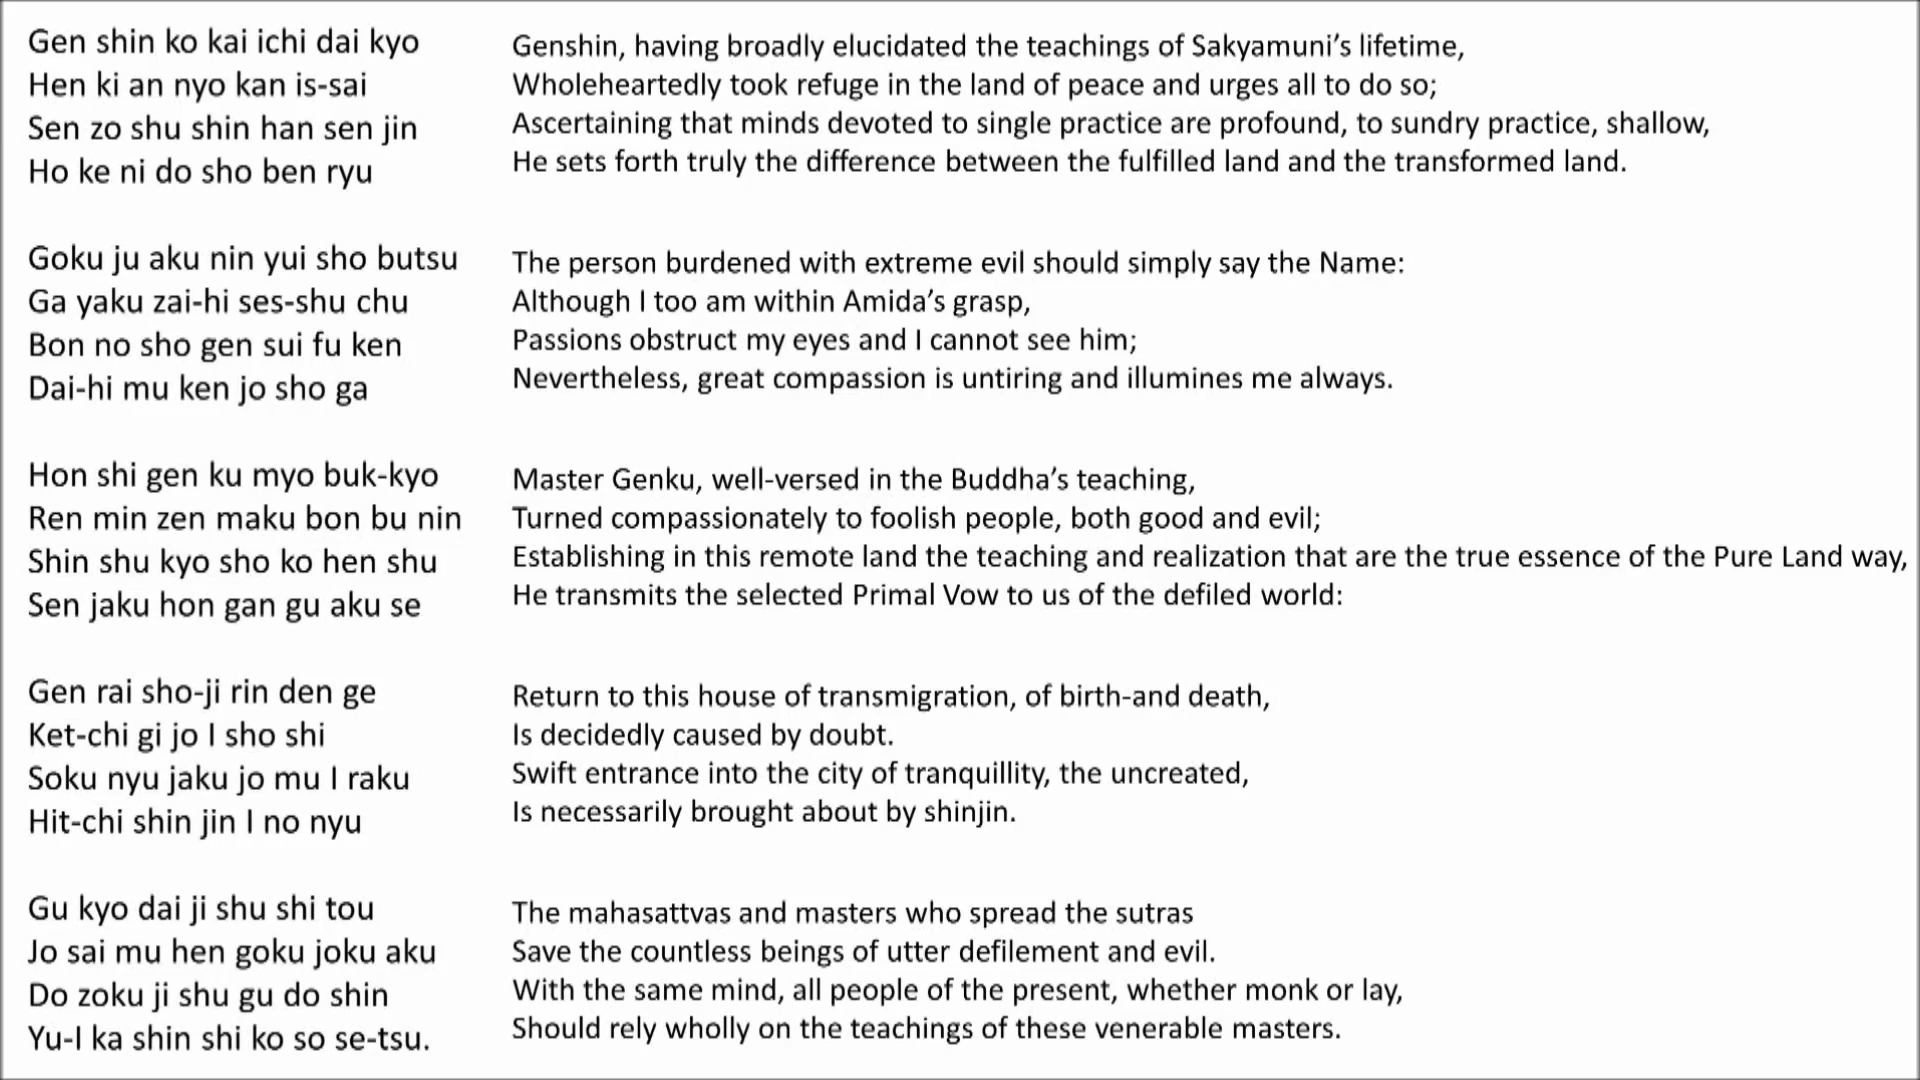 Gen shin ko kai ichi dai kyo
Hen ki an nyo kan is-sai
Sen zo shu shin han sen jin
Ho ke ni do sho ben ryu
Genshin, having broadly elucidated the teachings of Sakyamuni’s lifetime,
Wholeheartedly took refuge in the land of peace and urges all to do so;
Ascertaining that minds devoted to single practice are profound, to sundry practice, shallow,
He sets forth truly the difference between the fulfilled land and the transformed land.
Goku ju aku nin yui sho butsu
Ga yaku zai-hi ses-shu chu
Bon no sho gen sui fu ken
Dai-hi mu ken jo sho ga
The person burdened with extreme evil should simply say the Name:
Although I too am within Amida’s grasp,
Passions obstruct my eyes and I cannot see him;
Nevertheless, great compassion is untiring and illumines me always.
Hon shi gen ku myo buk-kyo
Ren min zen maku bon bu nin
Shin shu kyo sho ko hen shu
Sen jaku hon gan gu aku se
Master Genku, well-versed in the Buddha’s teaching,
Turned compassionately to foolish people, both good and evil;
Establishing in this remote land the teaching and realization that are the true essence of the Pure Land way,
He transmits the selected Primal Vow to us of the defiled world:
Gen rai sho-ji rin den ge
Ket-chi gi jo I sho shi
Soku nyu jaku jo mu I raku
Hit-chi shin jin I no nyu
Return to this house of transmigration, of birth-and death,
Is decidedly caused by doubt.
Swift entrance into the city of tranquillity, the uncreated,
Is necessarily brought about by shinjin.
Gu kyo dai ji shu shi tou
Jo sai mu hen goku joku aku
Do zoku ji shu gu do shin
Yu-I ka shin shi ko so se-tsu.
The mahasattvas and masters who spread the sutras
Save the countless beings of utter defilement and evil.
With the same mind, all people of the present, whether monk or lay,
Should rely wholly on the teachings of these venerable masters.